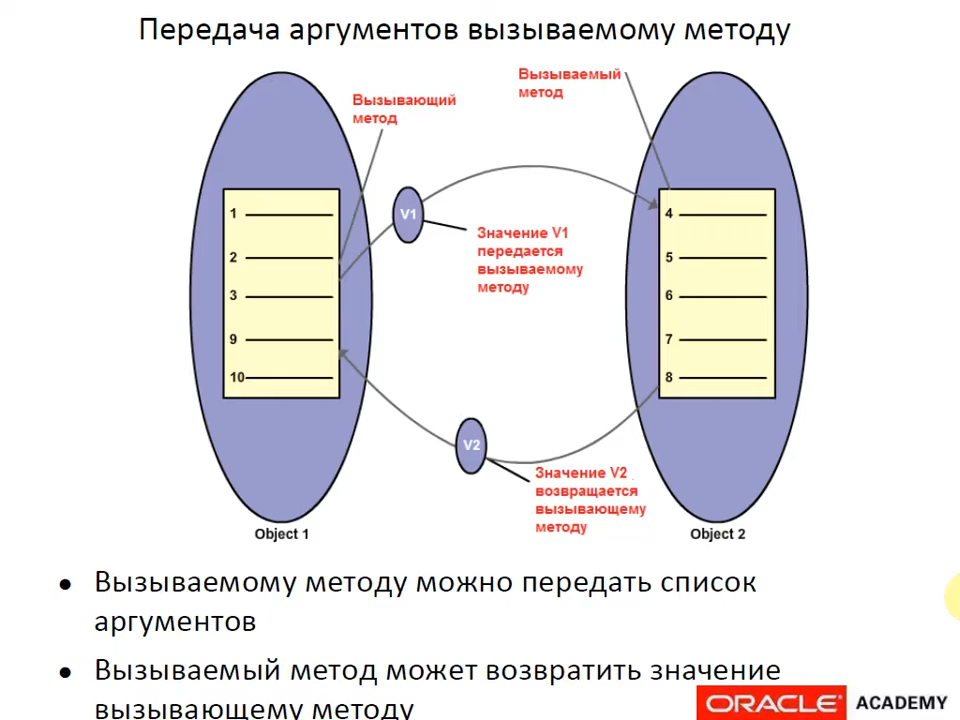 Передача аргументов вызываемому методу
Вызываемый
метод
Вызывающий
метод
V1
Значение V1
передается
вызываемому
методу
1
2
3
9
10
4
5
6
7
8
V2
Значение V2
возвращается
вызывающему
методу
Object 1
Object 2
• Вызываемому методу можно передать список
аргументов
• Вызываемый метод может возвратить значение
вызывающему методу
ORACLE ACADEMY